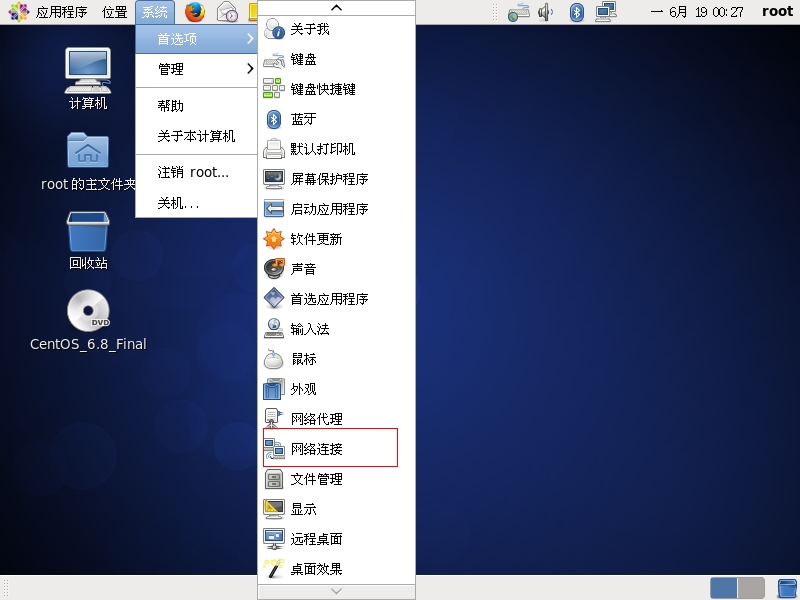 应用程序 位置 系统 一 6月 19 00:27 root
首选项
管理
帮助
关于本计算机
注销 root...
关机...
关于我
键盘
键盘快捷键
蓝牙
默认打印机
屏幕保护程序
启动应用程序
软件更新
声音
首选应用程序
输入法
鼠标
外观
网络代理
网络连接
文件管理
显示
远程桌面
桌面效果
计算机
root 的主文件夹
回收站
DVD
CentOS_6.8_Final